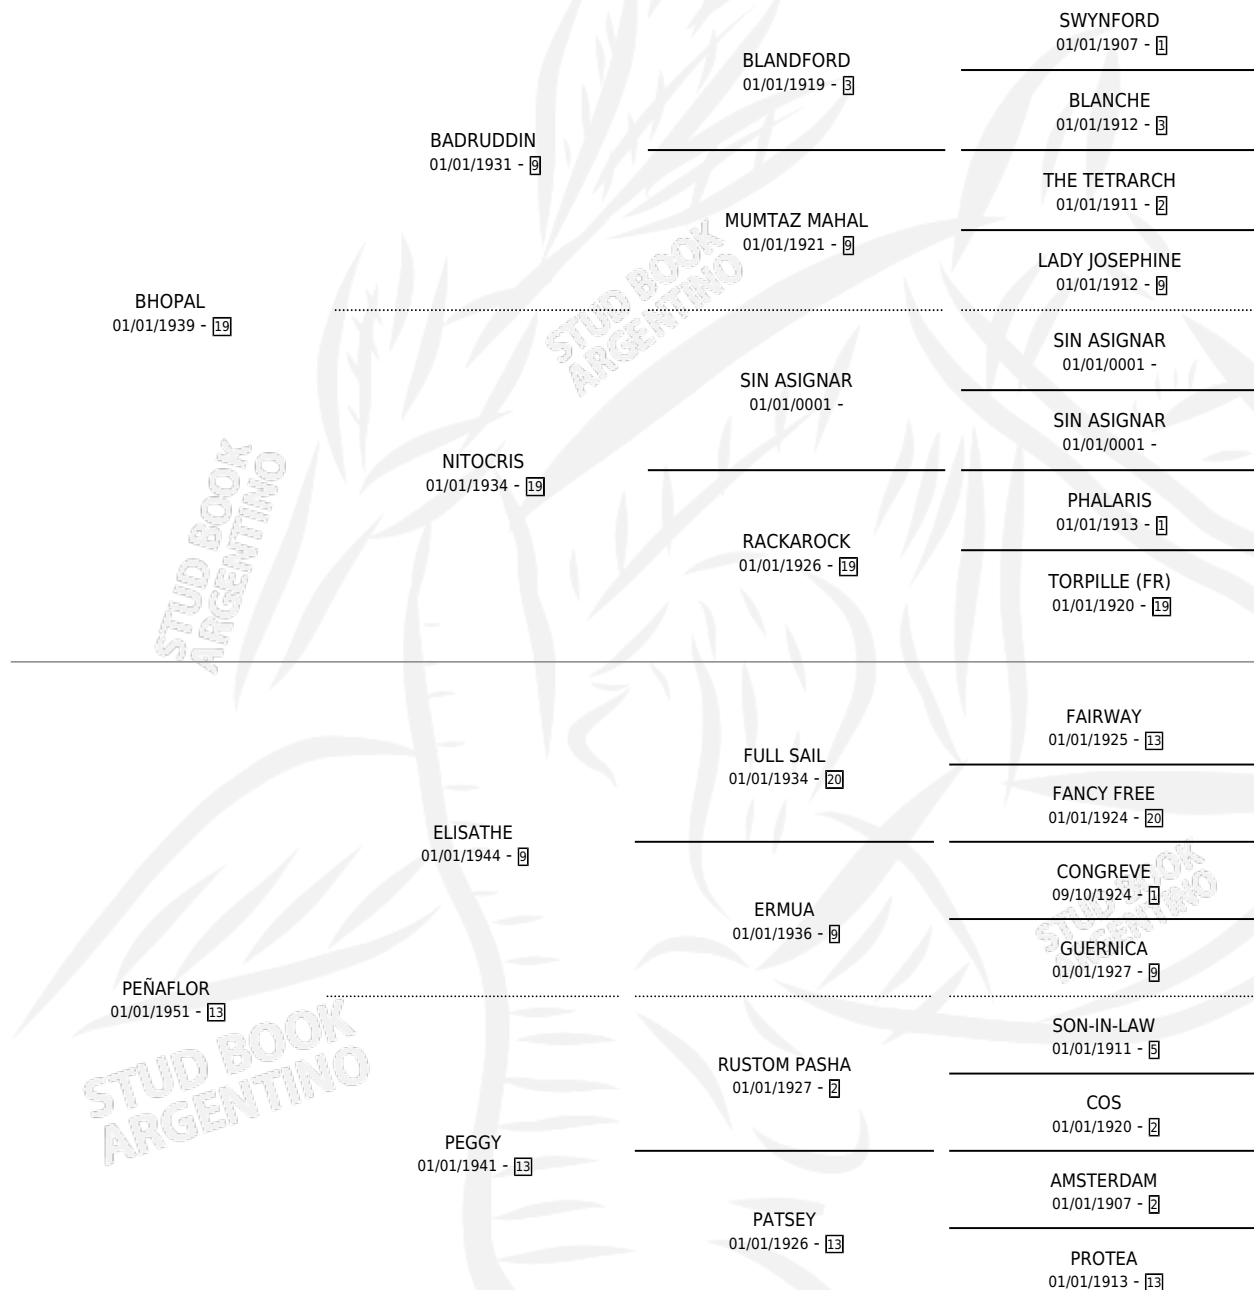 SWYNFORD
01/01/1907 - 1
BLANDFORD
01/01/1919 - 3
BLANCHE
01/01/1912 - 3
BADRUDDIN
01/01/1931 - 9
THE TETRARCH
01/01/1911 - 2
MUMTAZ MAHAL
01/01/1921 - 9
LADY JOSEPHINE
01/01/1912 - 9
BHOPAL
01/01/1939 - 19
SIN ASIGNAR
01/01/0001 -
SIN ASIGNAR
01/01/0001 -
SIN ASIGNAR
01/01/0001 -
NITOCRIS
01/01/1934 - 19
PHALARIS
01/01/1913 - 1
RACKAROCK
01/01/1926 - 19
TORPILLE (FR)
01/01/1920 - 19
FAIRWAY
01/01/1925 - 13
FULL SAIL
01/01/1934 - 20
FANCY FREE
01/01/1924 - 20
ELISATHE
01/01/1944 - 9
CONGREVE
09/10/1924 - 1
ERMUA
01/01/1936 - 9
GUERNICA
01/01/1927 - 9
PEÑAFLOR
01/01/1951 - 13
SON-IN-LAW
01/01/1911 - 5
RUSTOM PASHA
01/01/1927 - 2
COS
01/01/1920 - 2
PEGGY
01/01/1941 - 13
AMSTERDAM
01/01/1907 - 2
PATSEY
01/01/1926 - 13
PROTEA
01/01/1913 - 13
STUD BOOK
ARGENTINO
STUD BOOK
ARGENTINO
STUD BOOK
ARGENTINO
STUD BOOK
ARGENTINO